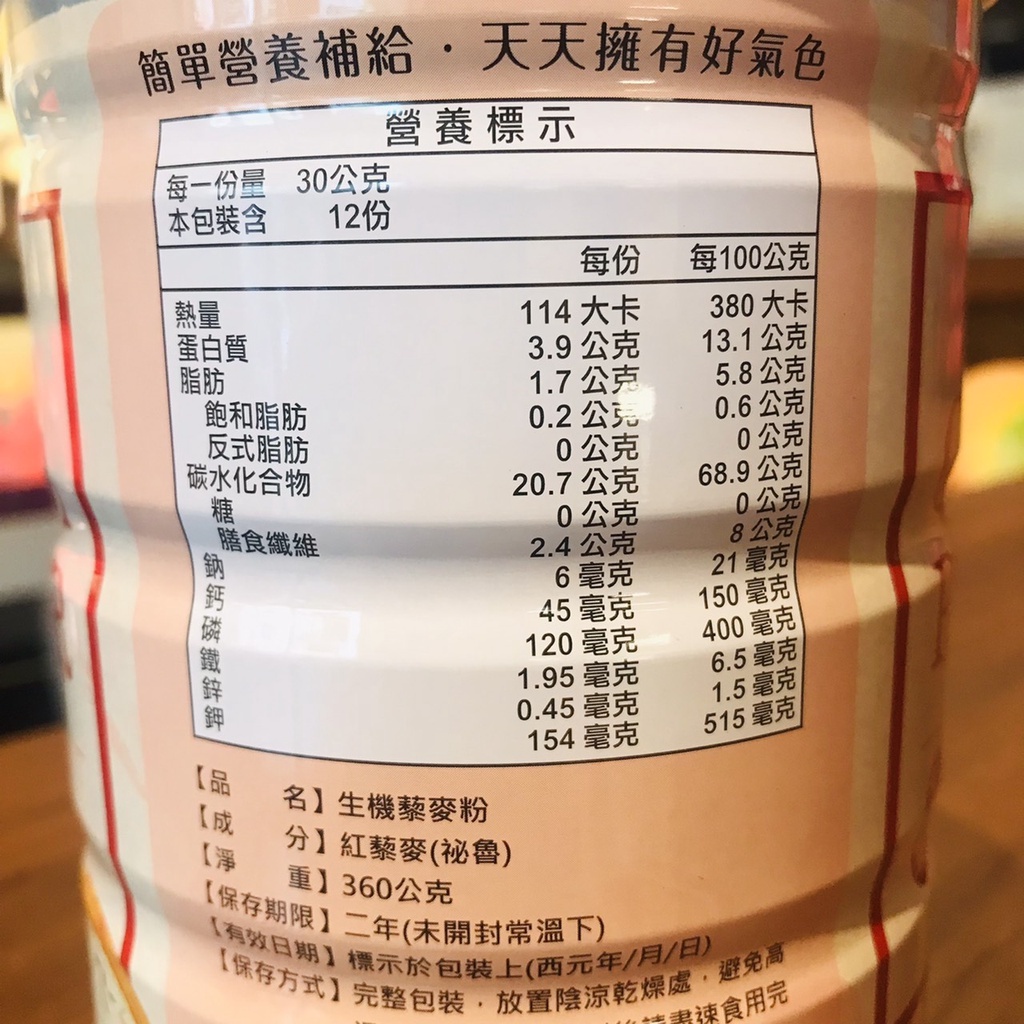 簡單營養補給·天天擁有好氣色
營養標示
每一份量 30公克
本包裝含 12份
每份 每100公克
熱量 114 大卡 380 大卡
蛋白質 3.9 公克 13.1 公克
脂肪 1.7 公克 5.8 公克
飽和脂肪 0.2 公克 0.6 公克
反式脂肪 0 公克 0 公克
碳水化合物 20.7 公克 68.9 公克
糖 0 公克 0 公克
膳食纖維 2.4 公克 8 公克
鈉 6 毫克 21 毫克
鈣 45 毫克 150 毫克
磷 120 毫克 400 毫克
鐵 1.95 毫克 6.5 毫克
鋅 0.45 毫克 1.5 毫克
鉀 154 毫克 515 毫克
【品 名】生機藜麥粉
【成 分】紅藜麥(祕魯)
【淨 重】360公克
【保存期限】二年(未開封常溫下)
【有效日期】標示於包裝上(西元年/月/日)
【保存方式】完整包裝，放置陰涼乾燥處，避免高
請盡速食用完